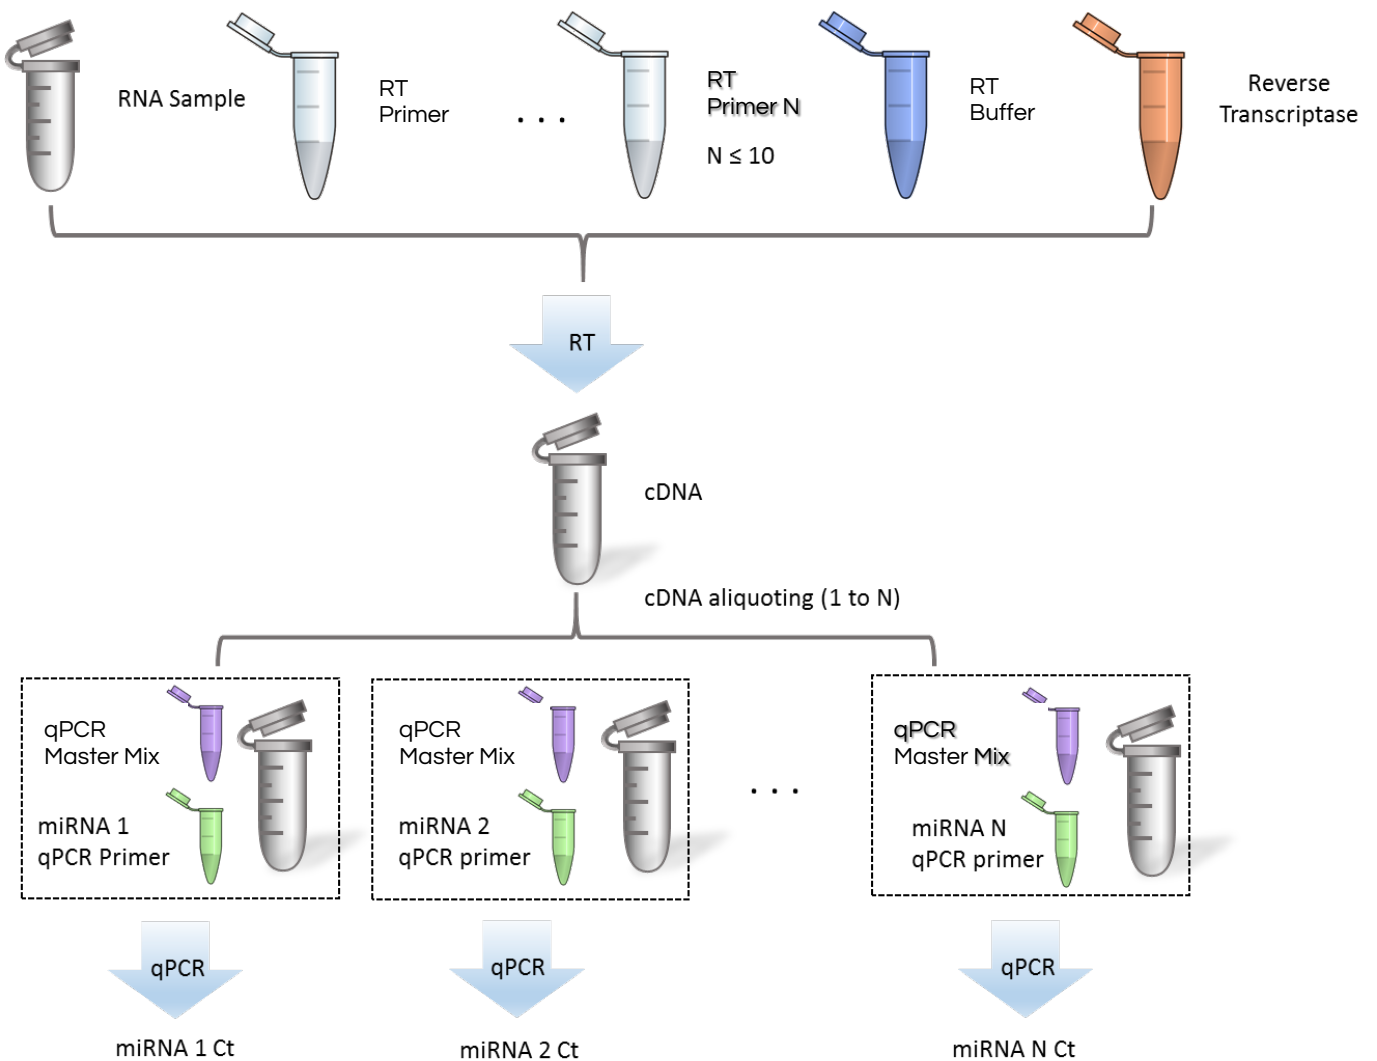 RNA Sample
RT
Primer
. . .
RT
Primer N
N ≤ 10
RT
Buffer
Reverse
Transcriptase
RT
cDNA
cDNA aliquoting (1 to N)
qPCR
Master Mix
miRNA 1
qPCR Primer
qPCR
Master Mix
miRNA 2
qPCR primer
. . .
qPCR
Master Mix
miRNA N
qPCR primer
qPCR
qPCR
qPCR
miRNA 1 Ct
miRNA 2 Ct
miRNA N Ct